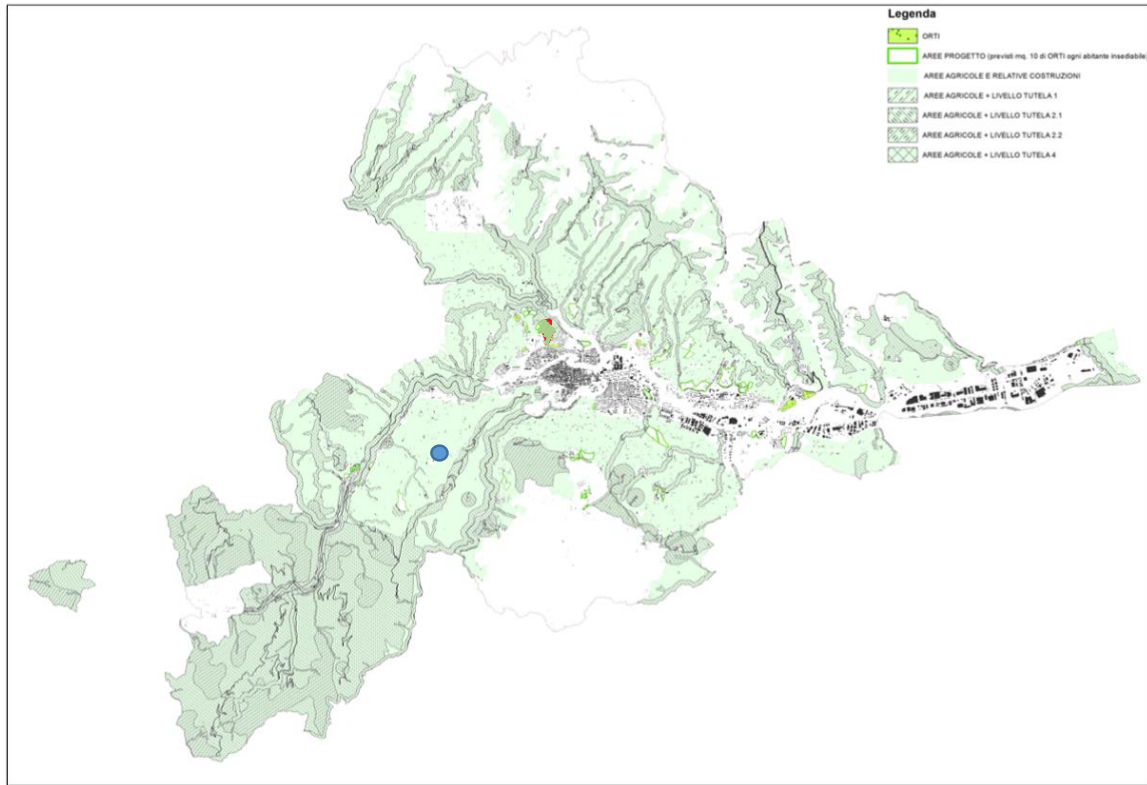 Legenda
ORTI
AREE PROGETTO (previsti mq. 10 di ORTI ogni abitante insediabile)
AREE AGRICOLE E RELATIVE COSTRUZIONI
AREE AGRICOLE + LIVELLO TUTELA 1
AREE AGRICOLE + LIVELLO TUTELA 2.1
AREE AGRICOLE + LIVELLO TUTELA 2.2
AREE AGRICOLE + LIVELLO TUTELA 4